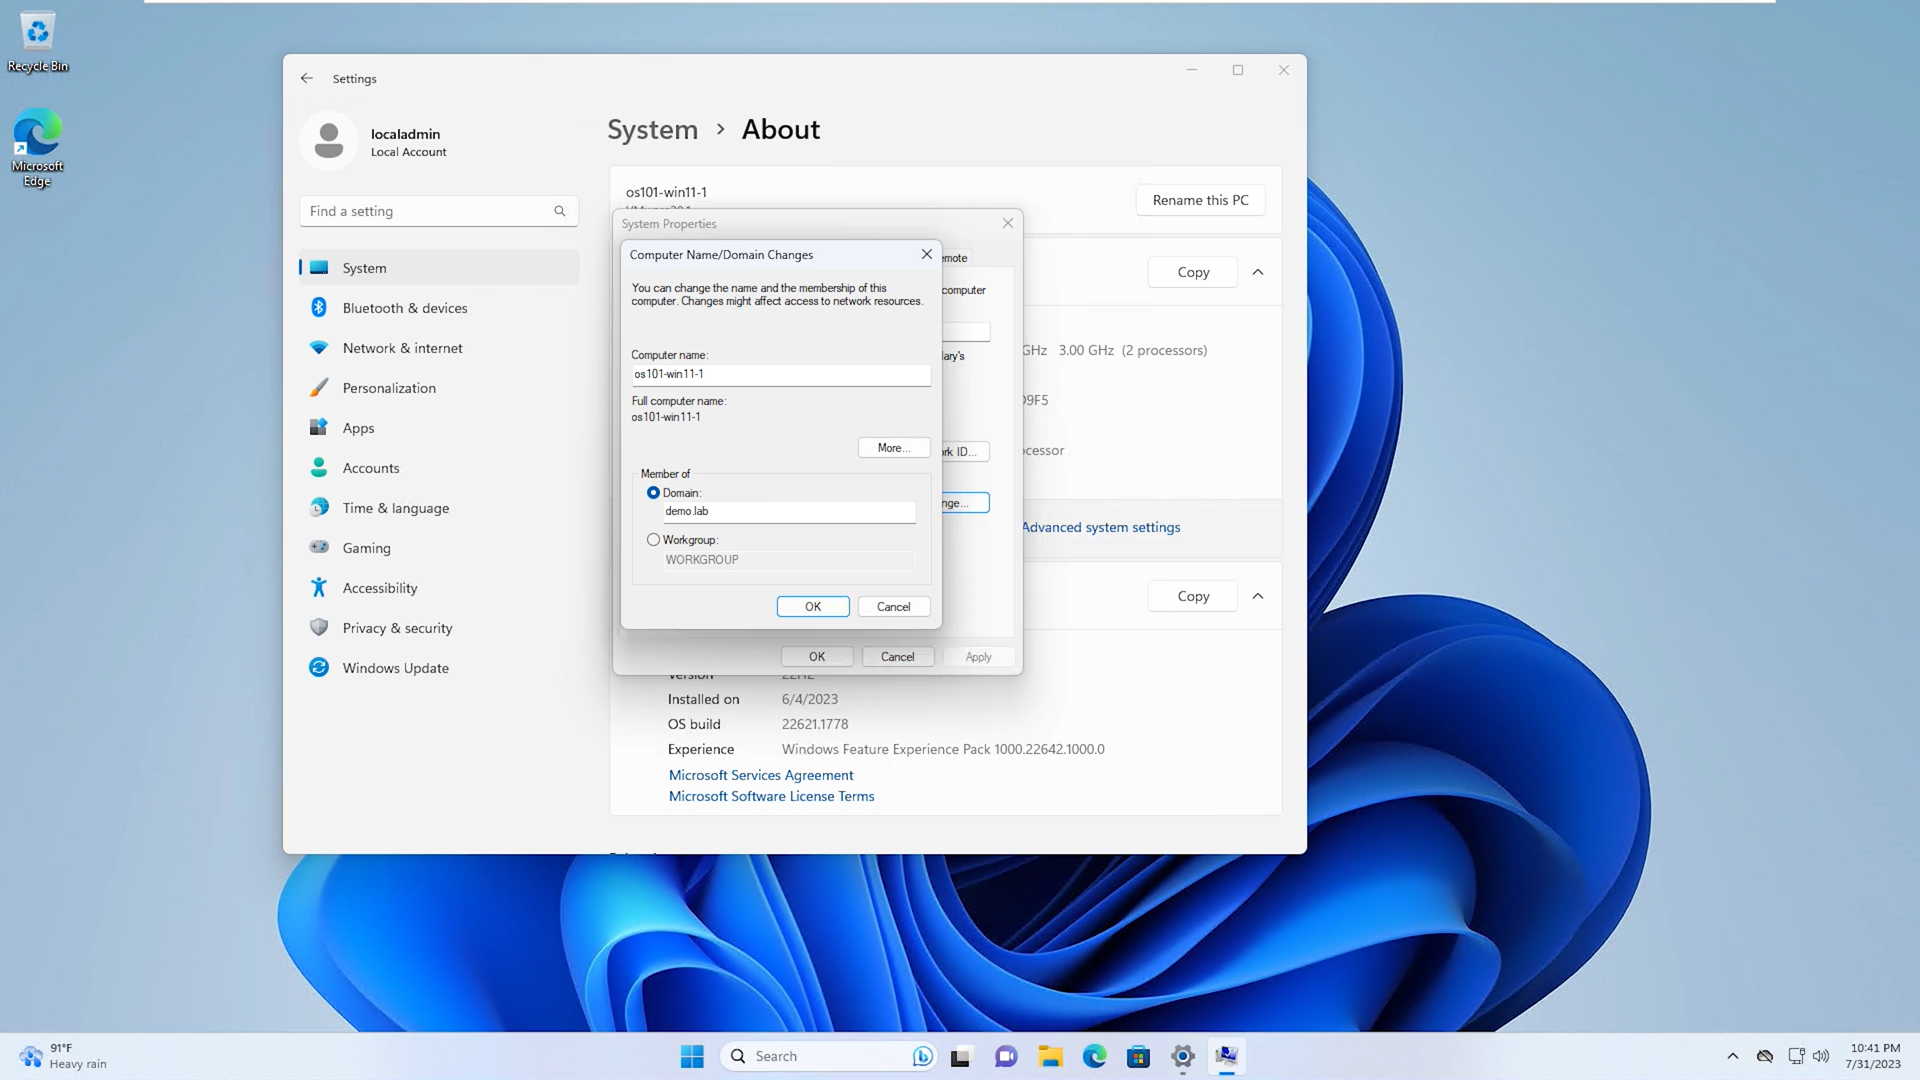 Recycle Bin
Microsoft
Edge
Settings
localadmin
Local Account
Find a setting
System
Bluetooth & devices
Network & internet
Personalization
Apps
Accounts
Time & language
Gaming
Accessibility
Privacy & security
Windows Update
System > About
os101-win11-1
Rename this PC
System Properties
Computer Name/Domain Changes
You can change the name and the membership of this
computer. Changes might affect access to network resources.
Computer name:
os101-win11-1
Full computer name:
os101-win11-1
More...
Member of
Domain:
demo.lab
Workgroup:
WORKGROUP
OK Cancel
emote
computer
ary's
rk ID...
nge...
OK Cancel Apply
Copy
GHz 3.00 GHz (2 processors)
D9F5
ocessor
Advanced system settings
Copy
Version 22H2
Installed on 6/4/2023
OS build 22621.1778
Experience Windows Feature Experience Pack 1000.22642.1000.0
Microsoft Services Agreement
Microsoft Software License Terms
91°F
Heavy rain
Search
10:41 PM
7/31/2023